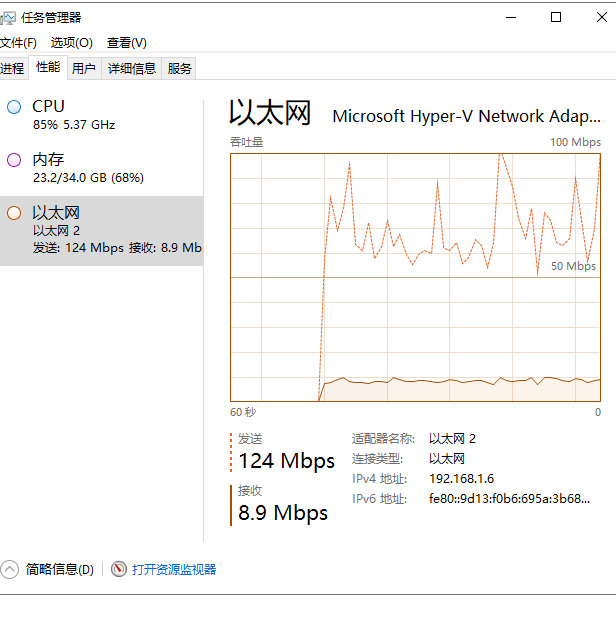 任务管理器
文件(F) 选项(O) 查看(V)
进程 性能 用户 详细信息 服务
CPU
85% 5.37 GHz
内存
23.2/34.0 GB (68%)
以太网
以太网 2
发送: 124 Mbps 接收: 8.9 Mb
以太网 Microsoft Hyper-V Network Adap...
吞吐量 100 Mbps
50 Mbps
60 秒 0
发送
124 Mbps
接收
8.9 Mbps
适配器名称: 以太网 2
连接类型: 以太网
IPv4 地址: 192.168.1.6
IPv6 地址: fe80::9d13:f0b6:695a:3b68...
简略信息(D) 打开资源监视器